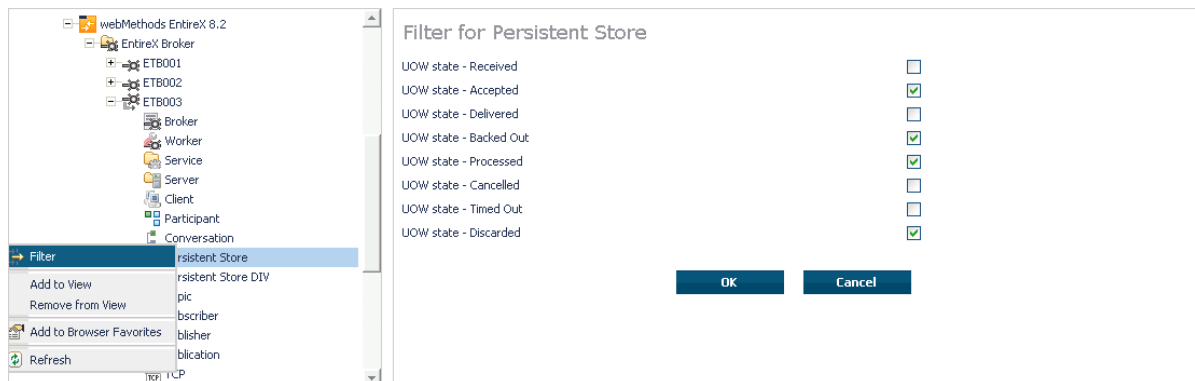 webMethods EntireX 8.2
EntireX Broker
ETB001
ETB002
ETB003
Broker
Worker
Service
Server
Client
Participant
Conversation
Filter
rsistent Store
Add to View
rsistent Store DIV
Remove from View
pic
bscriber
Add to Browser Favorites
blisher
Refresh
blication
TCP TCP
Filter for Persistent Store
UOW state - Received
UOW state - Accepted
UOW state - Delivered
UOW state - Backed Out
UOW state - Processed
UOW state - Cancelled
UOW state - Timed Out
UOW state - Discarded
OK Cancel